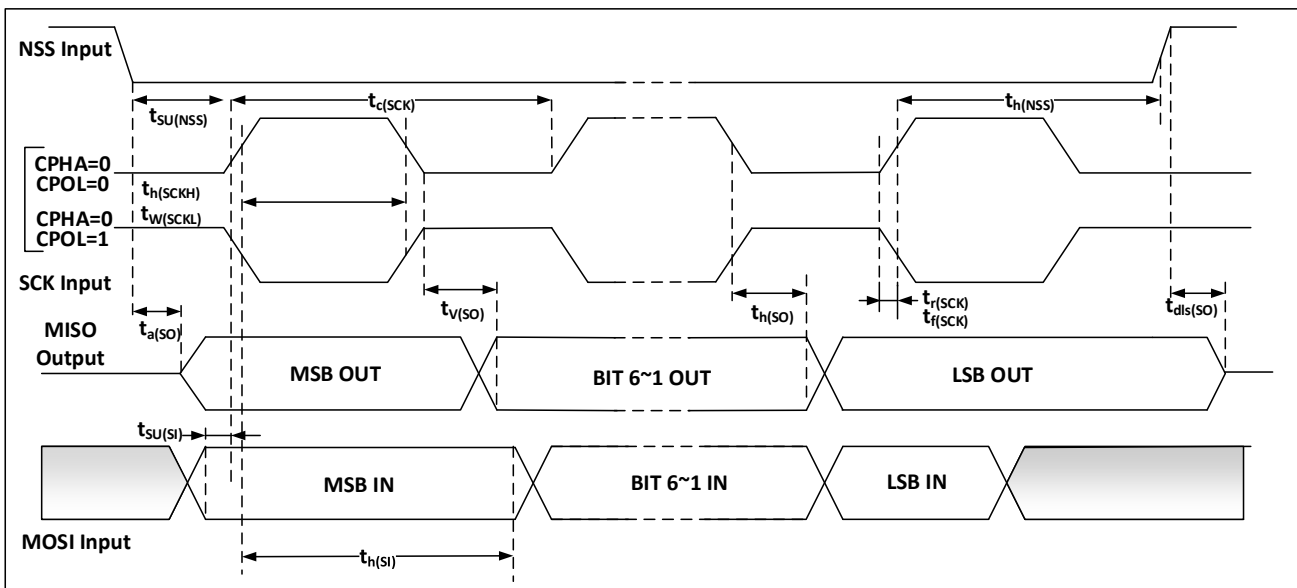 NSS Input
tSU(NSS)
tc(SCK)
th(NSS)
CPHA=0
CPOL=0
th(SCKH)
CPHA=0
CPOL=1
tW(SCKL)
SCK Input
ta(SO)
tV(SO)
th(SO)
tr(SCK)
tf(SCK)
tdls(SO)
MISO
Output
MSB OUT
BIT 6~1 OUT
LSB OUT
tSU(SI)
MSB IN
BIT 6~1 IN
LSB IN
MOSI Input
th(SI)